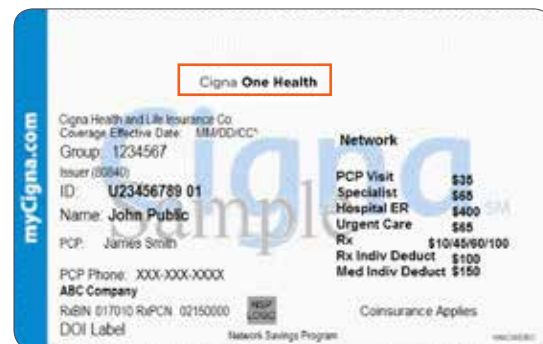 Cigna One Health
myCigna.com
Cigna Health and Life Insurance Co.
Coverage Effective Date: MM/DD/CC*
Group: 1234567
Issuer (80840)
ID: U23456789 01
Name: John Public
PCP: James Smith
PCP Phone: XXX-XXX-XXXX
ABC Company
RxBIN 017010 RxPCN 02150000
DOI Label
NSP LOGO
Network Savings Program
Network
PCP Visit $35
Specialist $65
Hospital ER $400
Urgent Care $65
Rx $10/45/60/100
Rx Indiv Deduct $100
Med Indiv Deduct $150
Coinsurance Applies
Cigna
SM
Sample